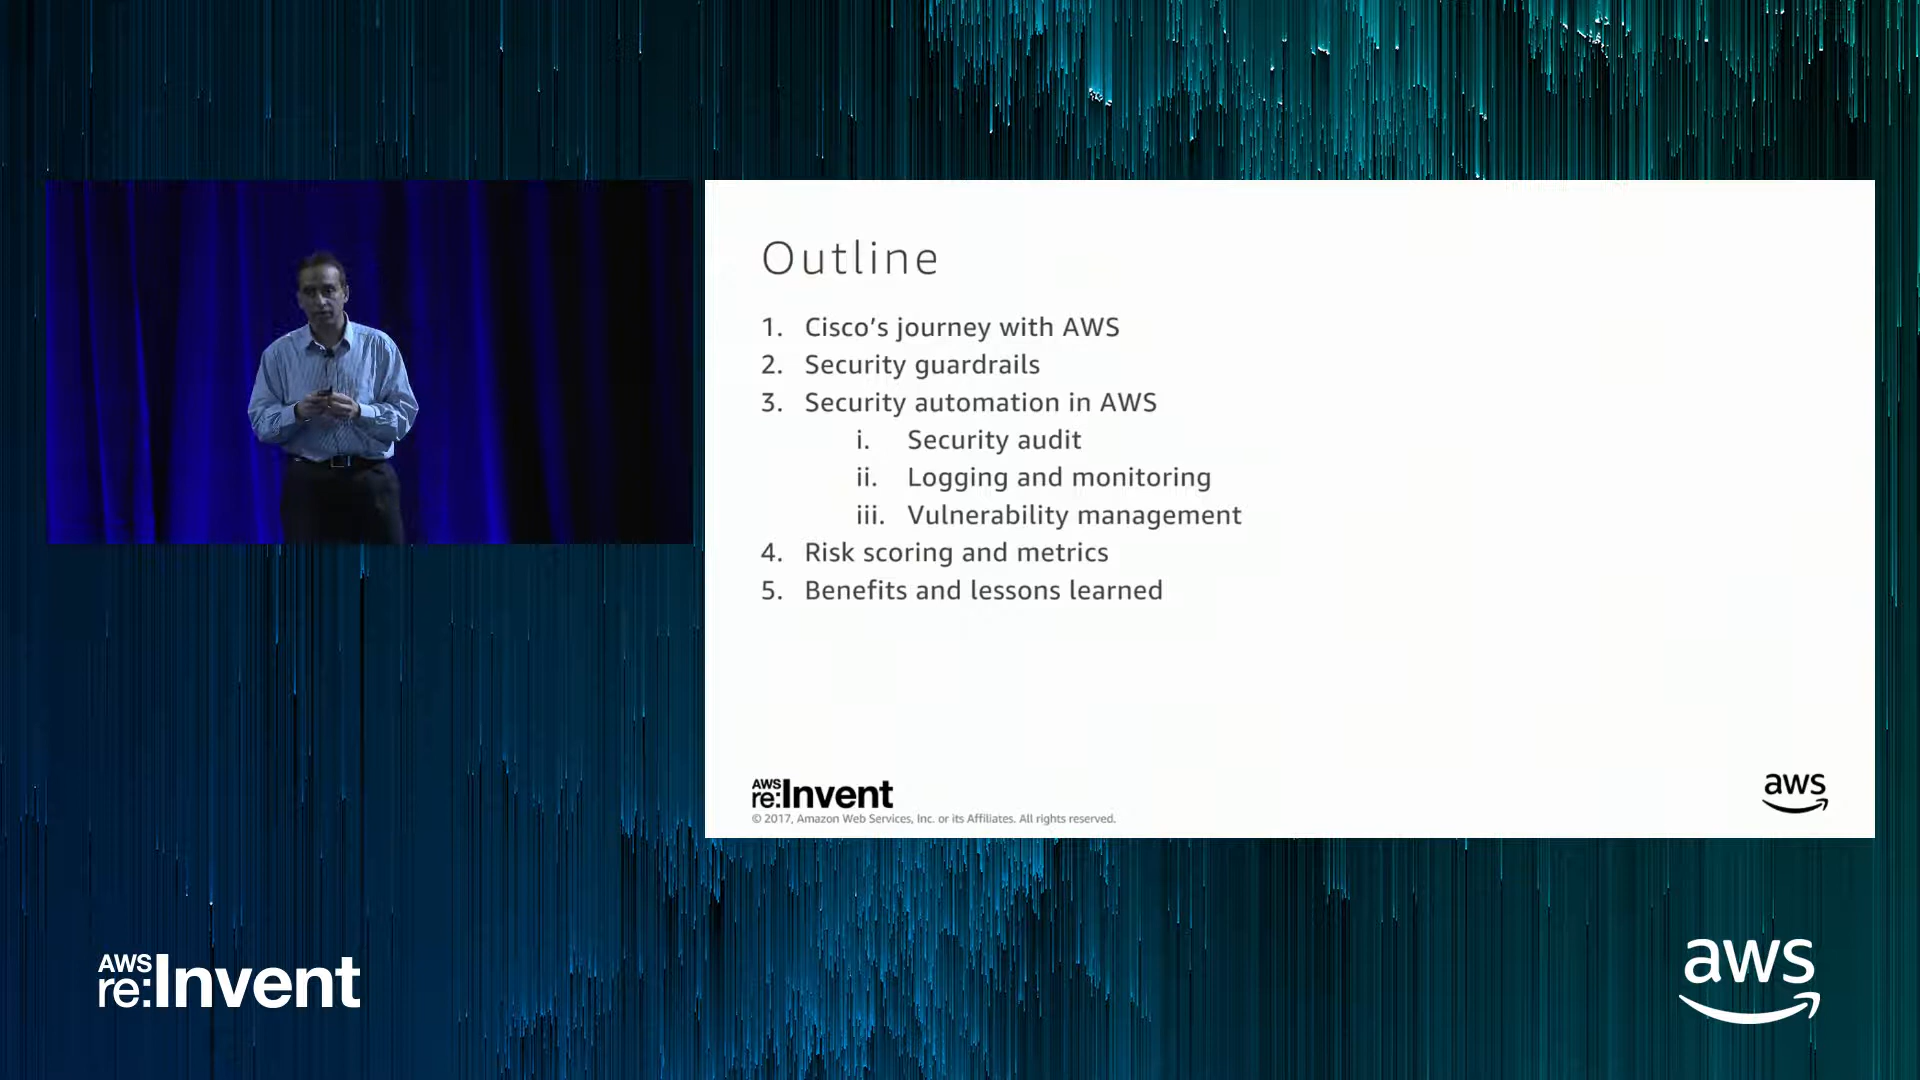 Outline
1. Cisco’s journey with AWS
2. Security guardrails
3. Security automation in AWS
i. Security audit
ii. Logging and monitoring
iii. Vulnerability management
4. Risk scoring and metrics
5. Benefits and lessons learned
AWS
re:Invent
© 2017, Amazon Web Services, Inc. or its Affiliates. All rights reserved.
aws
AWS
re:Invent
aws